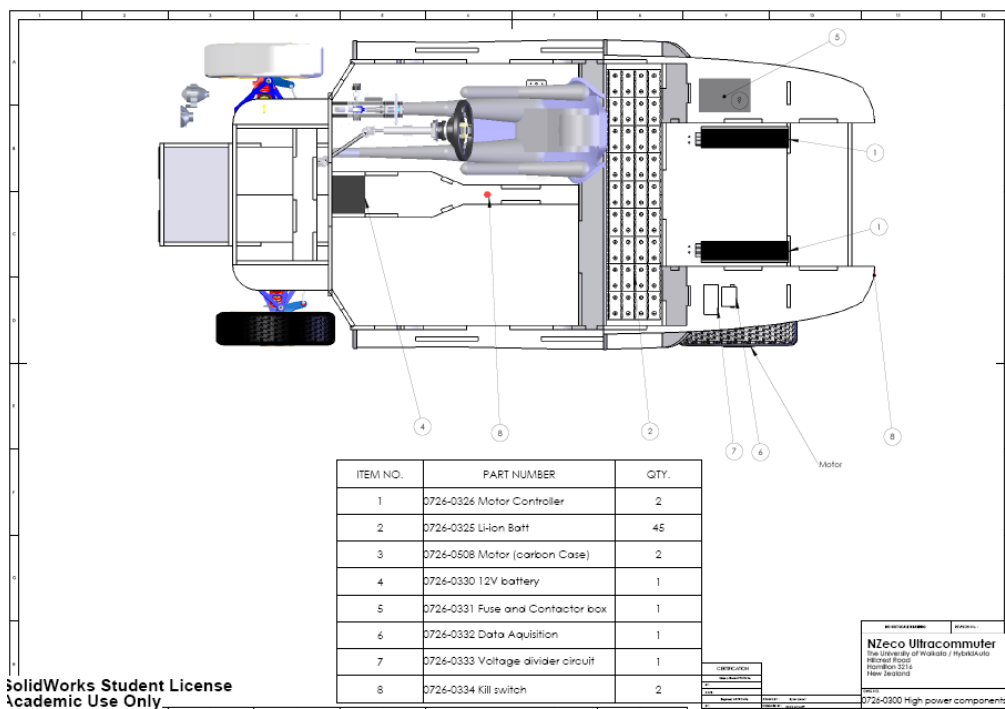 5
9
1
1
4
8
2
7
6
8
Motor
ITEM NO. PART NUMBER QTY.
1 0726-0326 Motor Controller 2
2 0726-0325 Li-ion Batt 45
3 0726-0508 Motor (carbon Case) 2
4 0726-0330 12V battery 1
5 0726-0331 Fuse and Contactor box 1
6 0726-0332 Data Aquisition 1
7 0726-0333 Voltage divider circuit 1
8 0726-0334 Kill switch 2
NZeco Ultracommuter
The University of Waikato / HybridAuto
Hillcrest Road
Hamilton 3216
New Zealand
CERTIFICATION
0726-0300 High power components
SolidWorks Student License
Academic Use Only